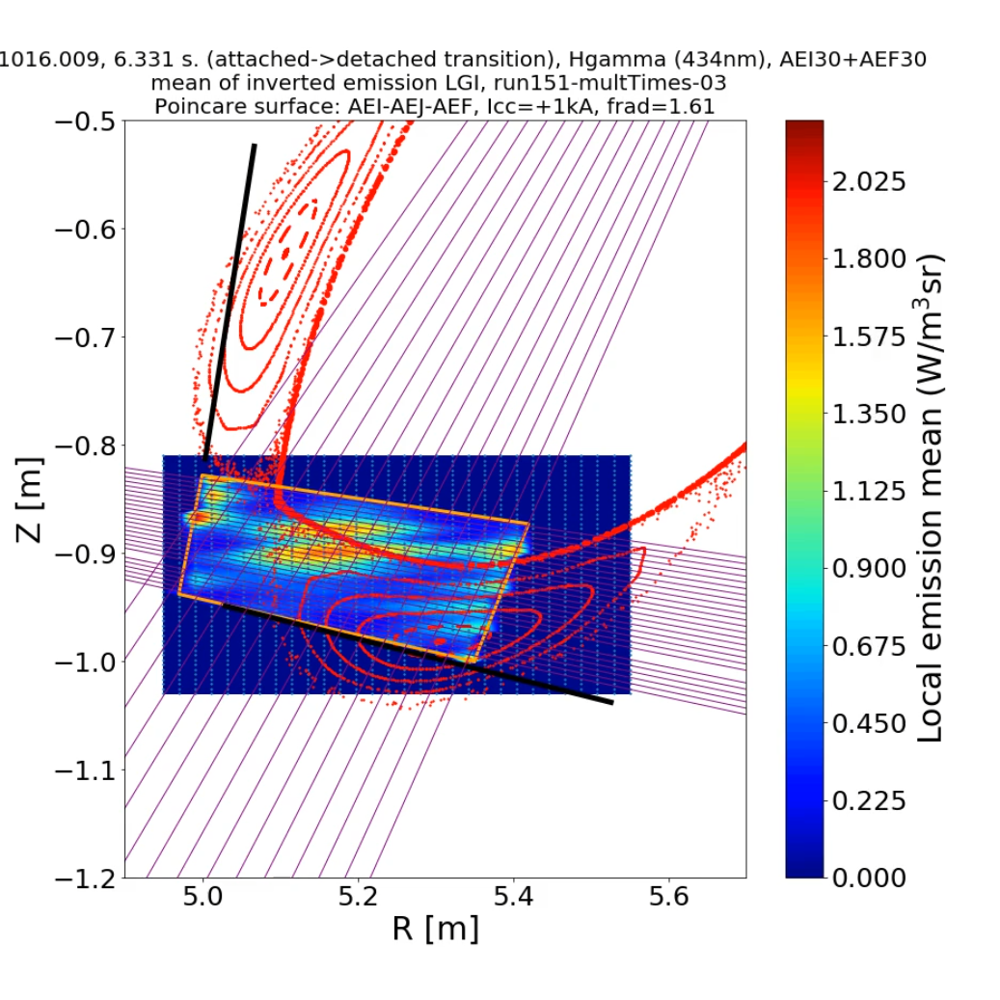 1016.009, 6.331 s. (attached->detached transition), Hgamma (434nm), AEI30+AEF30
mean of inverted emission LGI, run151-multTimes-03
Poincare surface: AEI-AEJ-AEF, Icc=+1kA, frad=1.61
−0.5
−0.6
−0.7
−0.8
−0.9
−1.0
−1.1
−1.2
Z [m]
5.0 5.2 5.4 5.6
R [m]
2.025
1.800
1.575
1.350
1.125
0.900
0.675
0.450
0.225
0.000
Local emission mean (W/m³sr)